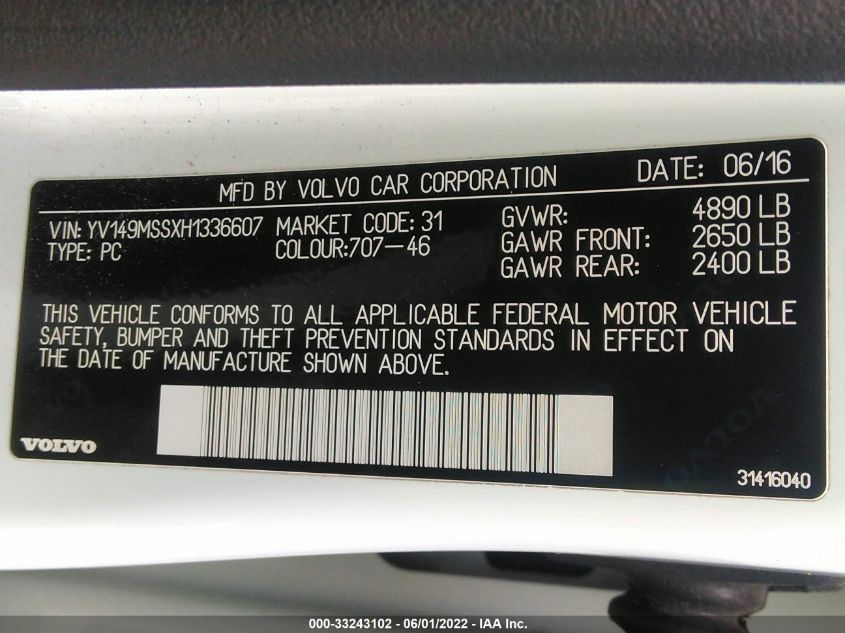 MFD BY VOLVO CAR CORPORATION DATE: 06/16
VIN: YV149MSSXH1336607 MARKET CODE: 31 GVWR: 4890 LB
TYPE: PC COLOUR:707-46 GAWR FRONT: 2650 LB
GAWR REAR: 2400 LB
THIS VEHICLE CONFORMS TO ALL APPLICABLE FEDERAL MOTOR VEHICLE
SAFETY, BUMPER AND THEFT PREVENTION STANDARDS IN EFFECT ON
THE DATE OF MANUFACTURE SHOWN ABOVE.
VOLVO
31416040
000-33243102 - 06/01/2022 - IAA Inc.